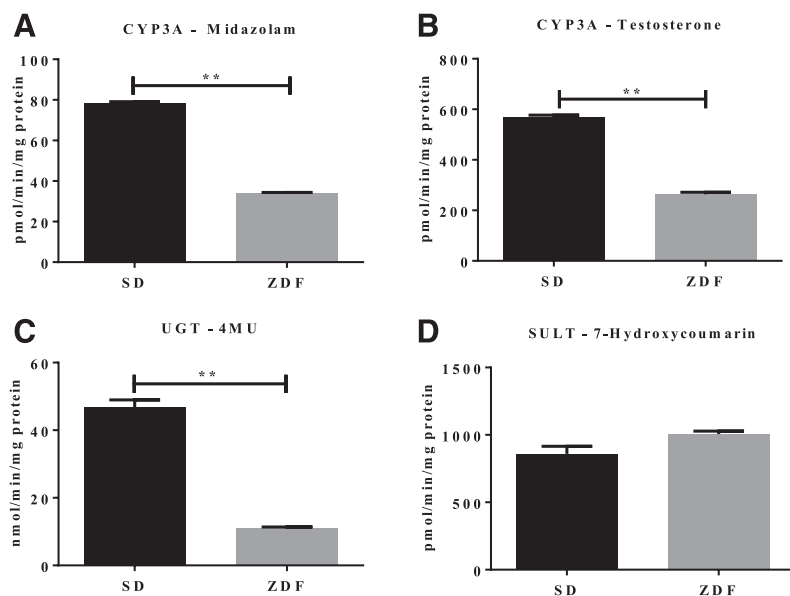 A
CYP3A - Midazolam
pmol/min/mg protein
100
80
60
40
20
0
**
SD
ZDF
B
CYP3A - Testosterone
pmol/min/mg protein
800
600
400
200
0
**
SD
ZDF
C
UGT - 4MU
nmol/min/mg protein
60
40
20
0
**
SD
ZDF
D
SULT - 7-Hydroxycoumarin
pmol/min/mg protein
1500
1000
500
0
SD
ZDF